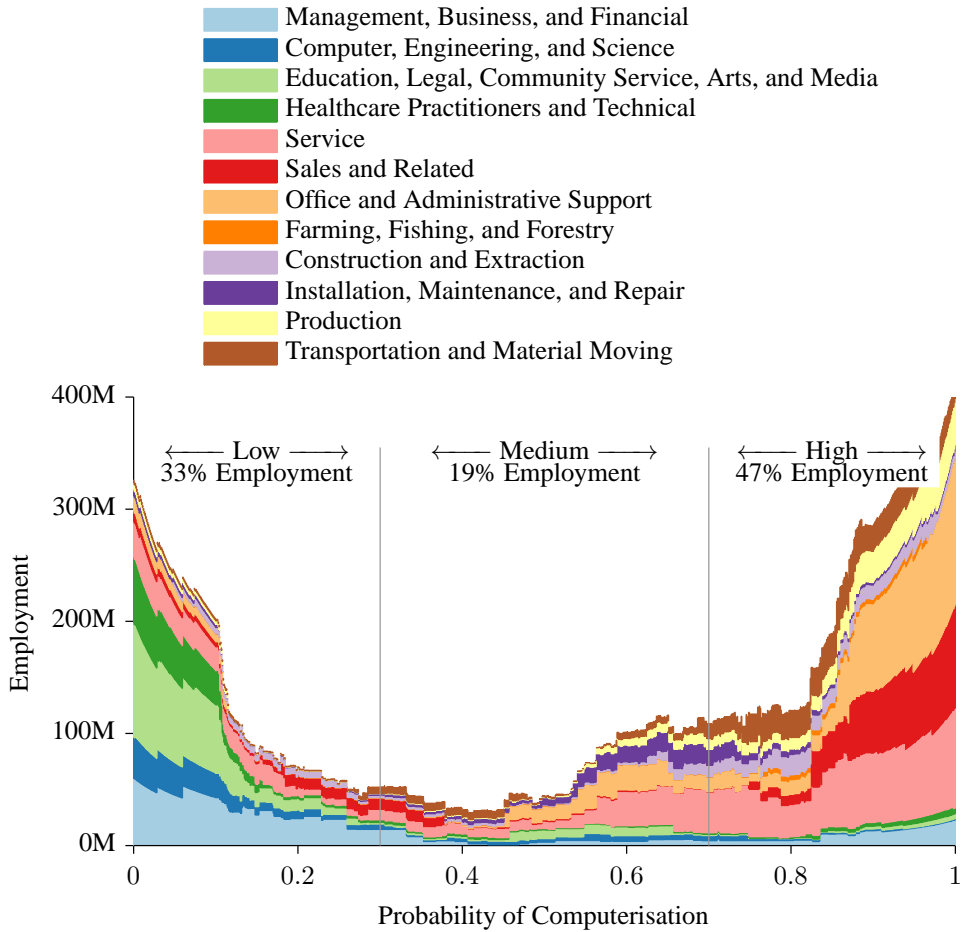 Management, Business, and Financial
Computer, Engineering, and Science
Education, Legal, Community Service, Arts, and Media
Healthcare Practitioners and Technical
Service
Sales and Related
Office and Administrative Support
Farming, Fishing, and Forestry
Construction and Extraction
Installation, Maintenance, and Repair
Production
Transportation and Material Moving
400M
←— Low —→
33% Employment
←— Medium —→
19% Employment
←— High —→
47% Employment
300M
Employment
200M
100M
0M
0 0.2 0.4 0.6 0.8 1
Probability of Computerisation